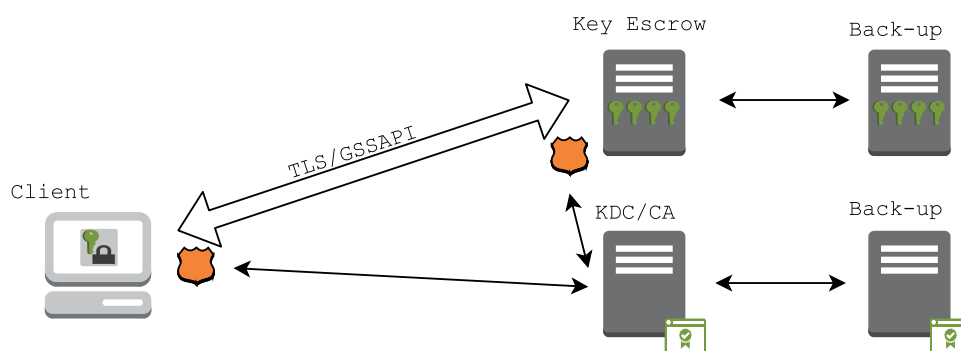 Key Escrow
Back-up
TLS/GSSAPI
Client
KDC/CA
Back-up